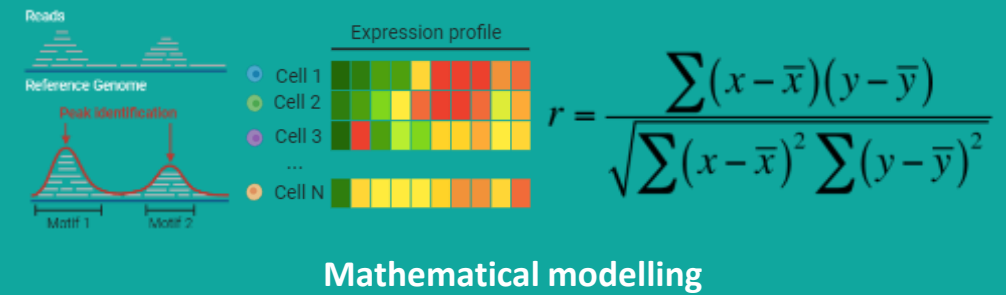 Reads
Reference Genome
Peak identification
Motif 1
Motif 2
Expression profile
Cell 1
Cell 2
Cell 3
...
Cell N
r = ∑(x − x̄)(y − ȳ) / √∑(x − x̄)² ∑(y − ȳ)²
Mathematical modelling